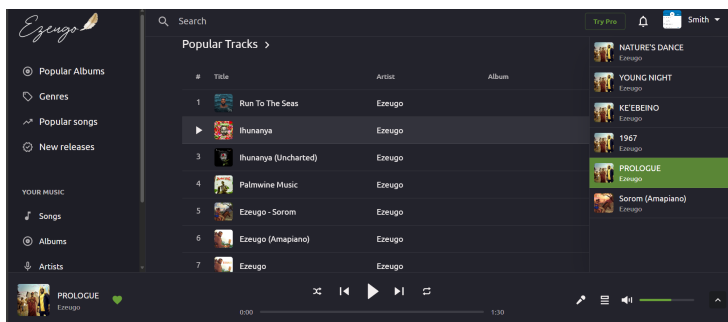 Ezeugo
Search
Try Pro
Smith
Popular Albums
Genres
Popular songs
New releases
YOUR MUSIC
Songs
Albums
Artists
Popular Tracks
# Title Artist Album
1 Run To The Seas Ezeugo
Ihunanya Ezeugo
3 Ihunanya (Uncharted) Ezeugo
4 Palmwine Music Ezeugo
5 Ezeugo - Sorom Ezeugo
6 Ezeugo (Amapiano) Ezeugo
7 Ezeugo Ezeugo
NATURE'S DANCE
Ezeugo
YOUNG NIGHT
Ezeugo
KE'EBEINO
Ezeugo
1967
Ezeugo
PROLOGUE
Ezeugo
Sorom (Amapiano)
Ezeugo
PROLOGUE
Ezeugo
0:00
1:30